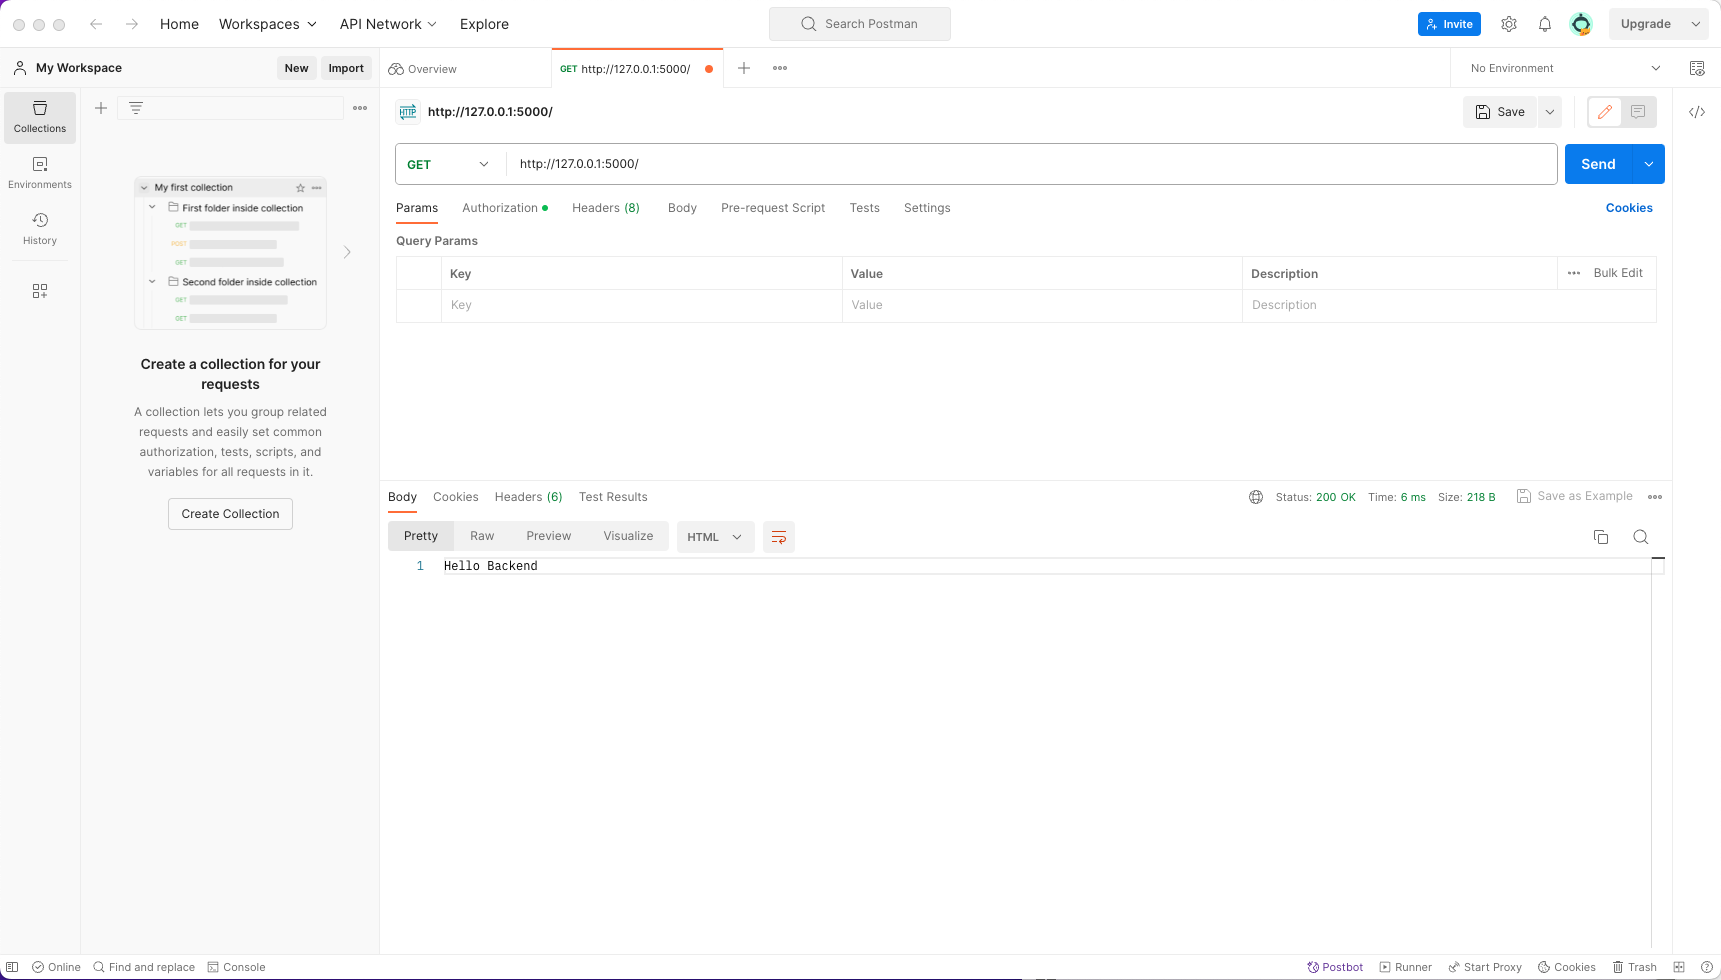 Home Workspaces API Network Explore Search Postman Invite Upgrade
My Workspace New Import Overview GET http://127.0.0.1:5000/ No Environment
Collections
Environments
History
My first collection
First folder inside collection
GET
POST
GET
Second folder inside collection
GET
GET
Create a collection for your
requests
A collection lets you group related
requests and easily set common
authorization, tests, scripts, and
variables for all requests in it.
Create Collection
HTTP http://127.0.0.1:5000/ Save
GET http://127.0.0.1:5000/ Send
Params Authorization Headers (8) Body Pre-request Script Tests Settings Cookies
Query Params
Key Value Description Bulk Edit
Key Value Description
Body Cookies Headers (6) Test Results Status: 200 OK Time: 6 ms Size: 218 B Save as Example
Pretty Raw Preview Visualize HTML
1 Hello Backend
Online Find and replace Console Postbot Runner Start Proxy Cookies Trash